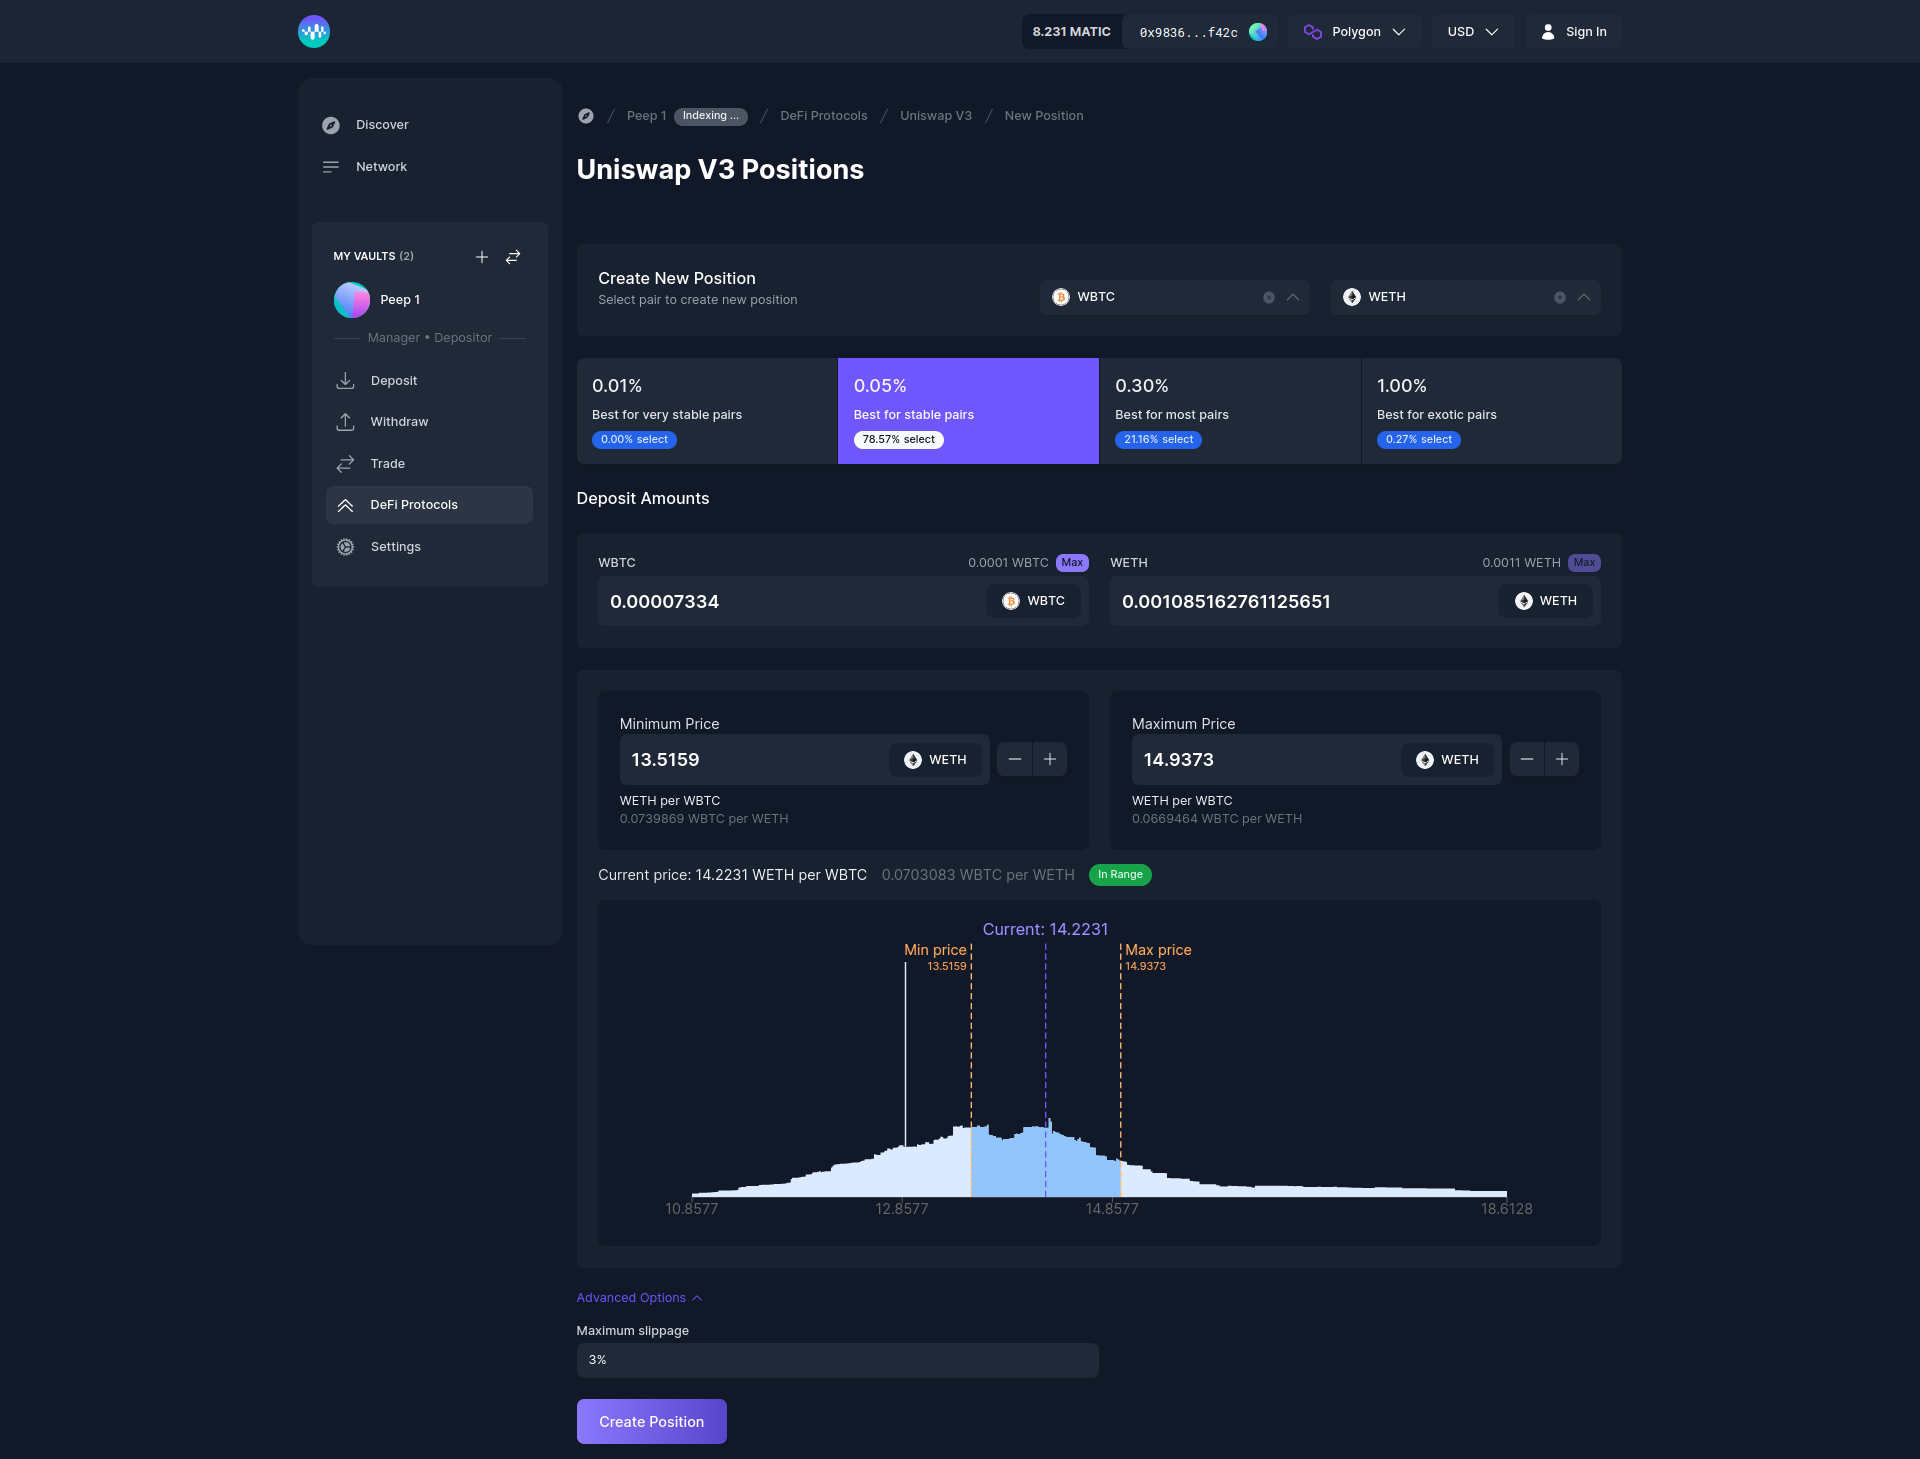 8.231 MATIC 0x9836...f42c Polygon USD Sign In
Discover
Network
MY VAULTS (2)
Peep 1
Manager • Depositor
Deposit
Withdraw
Trade
DeFi Protocols
Settings
/ Peep 1 Indexing ... / DeFi Protocols / Uniswap V3 / New Position
Uniswap V3 Positions
Create New Position
Select pair to create new position
WBTC WETH
0.01% 0.05% 0.30% 1.00%
Best for very stable pairs Best for stable pairs Best for most pairs Best for exotic pairs
0.00% select 78.57% select 21.16% select 0.27% select
Deposit Amounts
WBTC 0.0001 WBTC Max WETH 0.0011 WETH Max
0.00007334 WBTC 0.001085162761125651 WETH
Minimum Price Maximum Price
13.5159 WETH 14.9373 WETH
WETH per WBTC WETH per WBTC
0.0739869 WBTC per WETH 0.0669464 WBTC per WETH
Current price: 14.2231 WETH per WBTC 0.0703083 WBTC per WETH In Range
Current: 14.2231
Min price Max price
13.5159 14.9373
10.8577 12.8577 14.8577 18.6128
Advanced Options
Maximum slippage
3%
Create Position